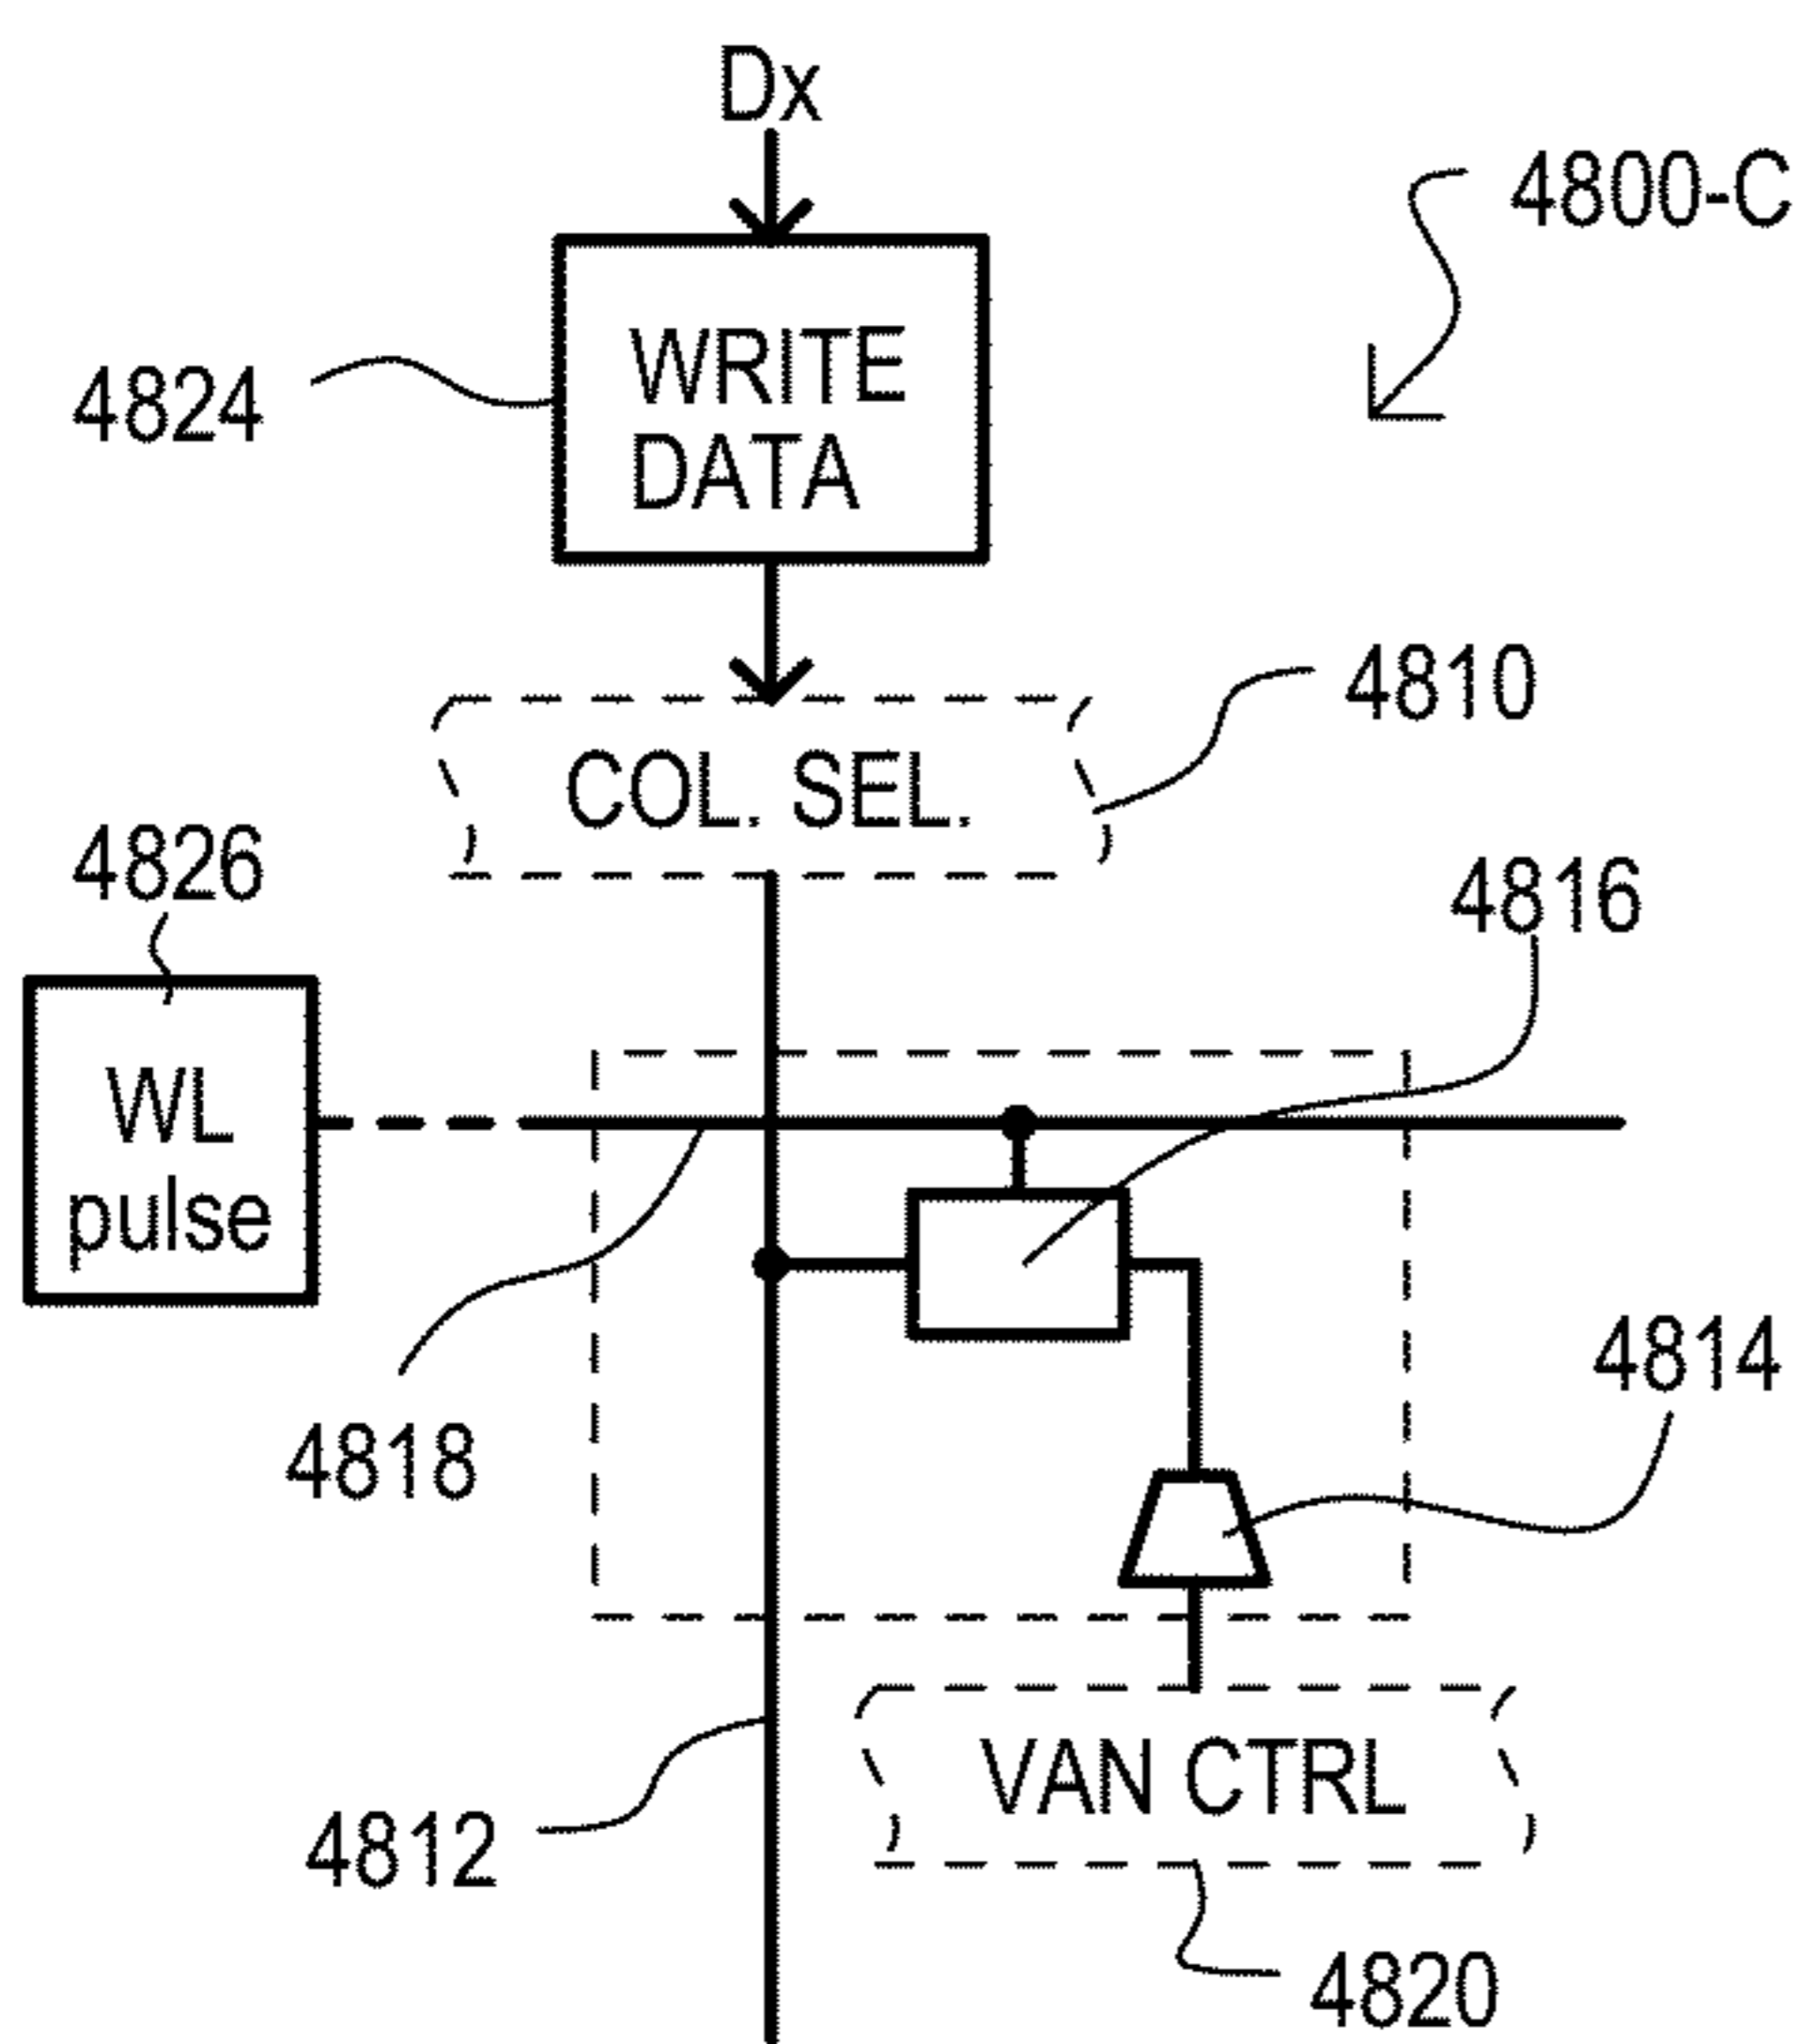 Dx
4800-C
WRITE
DATA
4824
4810
COL. SEL.
4826
4816
WL
pulse
4814
4818
VAN CTRL
4812
4820